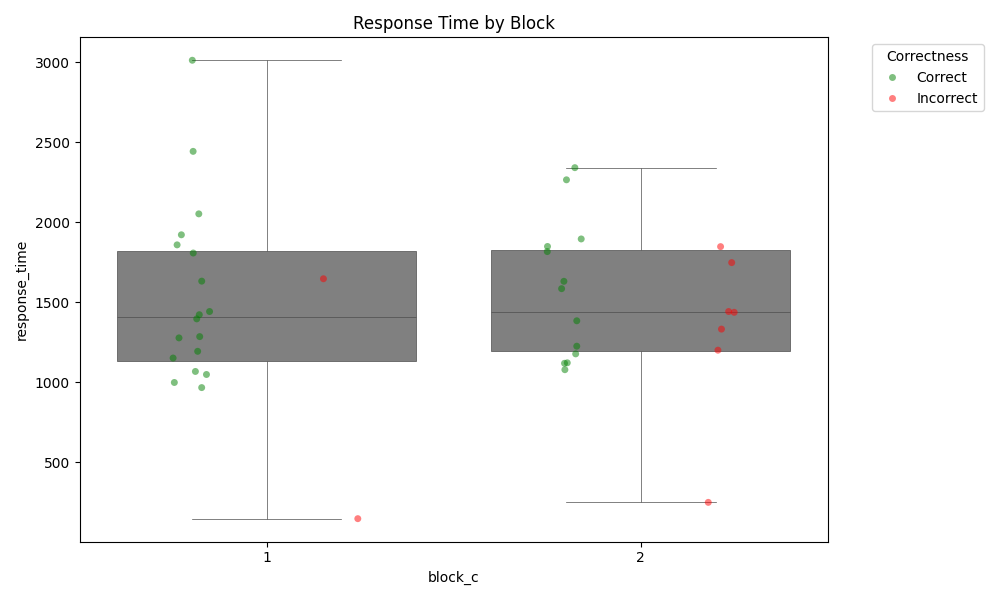 Response Time by Block
Correctness
Correct
Incorrect
3000
2500
2000
1500
1000
500
response_time
1
2
block_c